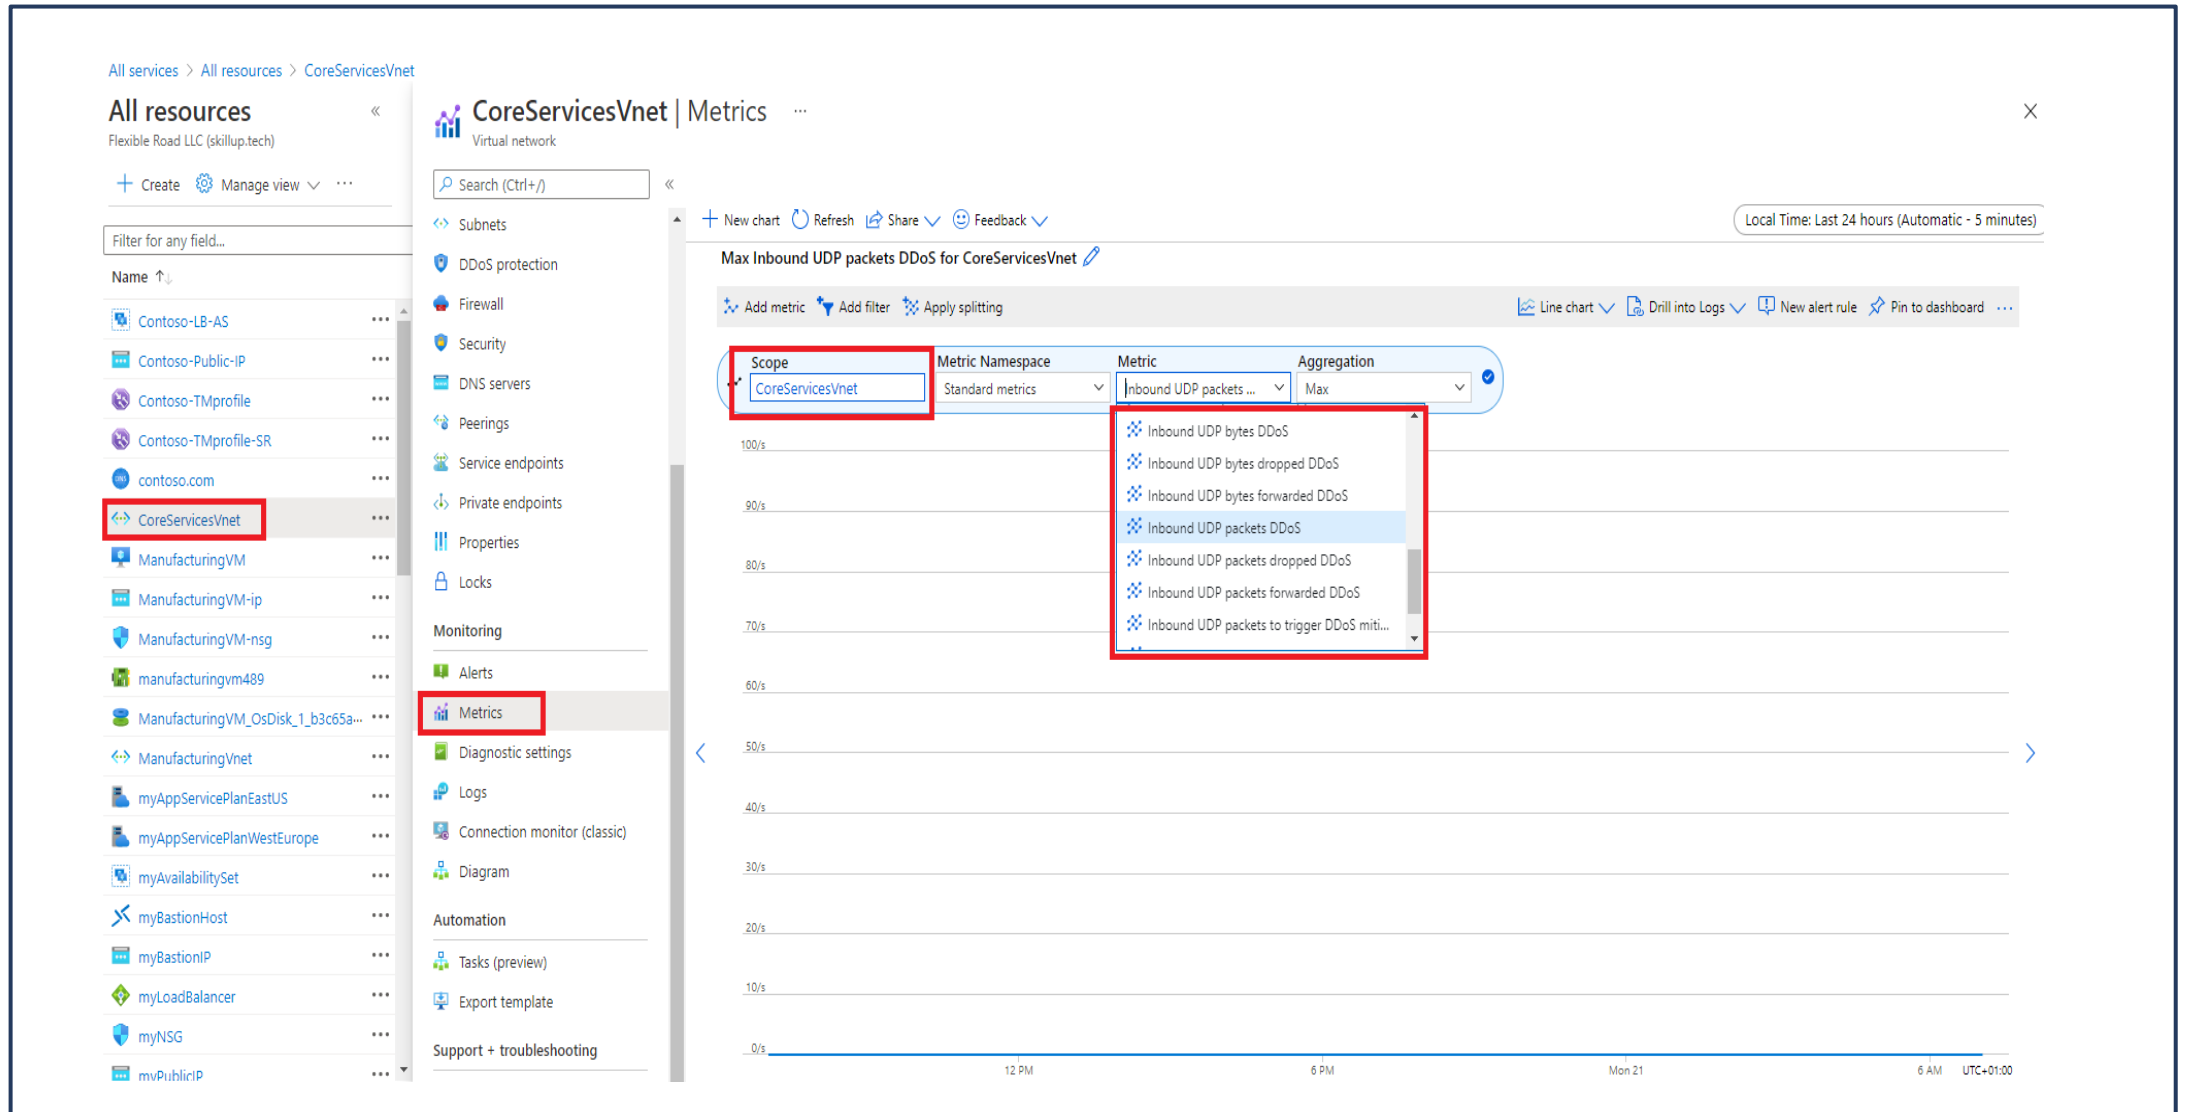 All services > All resources > CoreServicesVnet
All resources
«
Flexible Road LLC (skillup.tech)
+ Create Manage view ···
Filter for any field...
Name ↑↓
Contoso-LB-AS ···
Contoso-Public-IP ···
Contoso-TMprofile ···
Contoso-TMprofile-SR ···
contoso.com ···
CoreServicesVnet ···
ManufacturingVM ···
ManufacturingVM-ip ···
ManufacturingVM-nsg ···
manufacturingvm489 ···
ManufacturingVM_OsDisk_1_b3c65a... ···
ManufacturingVnet ···
myAppServicePlanEastUS ···
myAppServicePlanWestEurope ···
myAvailabilitySet ···
myBastionHost ···
myBastionIP ···
myLoadBalancer ···
myNSG ···
myPublicIP ···
CoreServicesVnet | Metrics ···
Virtual network
Search (Ctrl+/) «
Subnets
DDoS protection
Firewall
Security
DNS servers
Peerings
Service endpoints
Private endpoints
Properties
Locks
Monitoring
Alerts
Metrics
Diagnostic settings
Logs
Connection monitor (classic)
Diagram
Automation
Tasks (preview)
Export template
Support + troubleshooting
+ New chart Refresh Share Feedback
Local Time: Last 24 hours (Automatic - 5 minutes)
Max Inbound UDP packets DDoS for CoreServicesVnet
Add metric Add filter Apply splitting
Line chart Drill into Logs New alert rule Pin to dashboard ···
Scope Metric Namespace Metric Aggregation
CoreServicesVnet Standard metrics Inbound UDP packets ... Max
Inbound UDP bytes DDoS
Inbound UDP bytes dropped DDoS
Inbound UDP bytes forwarded DDoS
Inbound UDP packets DDoS
Inbound UDP packets dropped DDoS
Inbound UDP packets forwarded DDoS
Inbound UDP packets to trigger DDoS miti...
100/s
90/s
80/s
70/s
60/s
50/s
40/s
30/s
20/s
10/s
0/s
12 PM 6 PM Mon 21 6 AM UTC+01:00